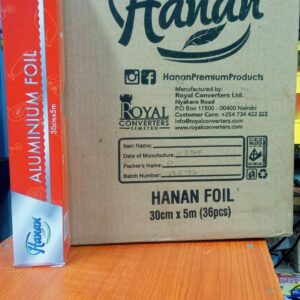 Hanan
HananPremiumProducts
Manufactured by:
Royal Converters Ltd.
Nyahera Road
P.O Box 11500 - 00400 Nairobi
Customer Care: +254 734 422 222
info@royalconverters.com
www.royalconverters.com
ROYAL
CONVERTERS
LIMITED
Item Name:
Date of Manufacture:
Packer's Name:
Batch Number:
HANAN FOIL
30cm x 5m (36pcs)
ALUMINIUM FOIL
30cmx5m
Hanan